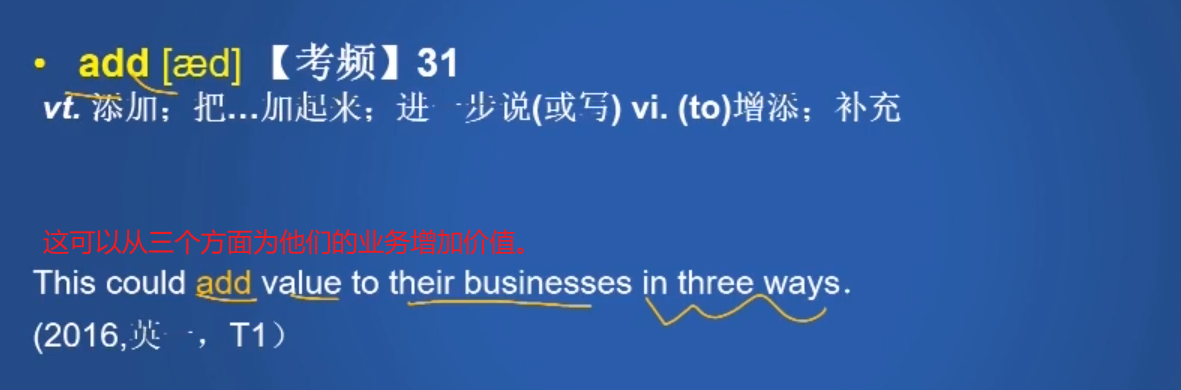 • add [æd] 【考频】31
vt. 添加；把…加起来；进一步说(或写) vi. (to)增添；补充
这可以从三个方面为他们的业务增加价值。
This could add value to their businesses in three ways.
(2016,英一，T1）